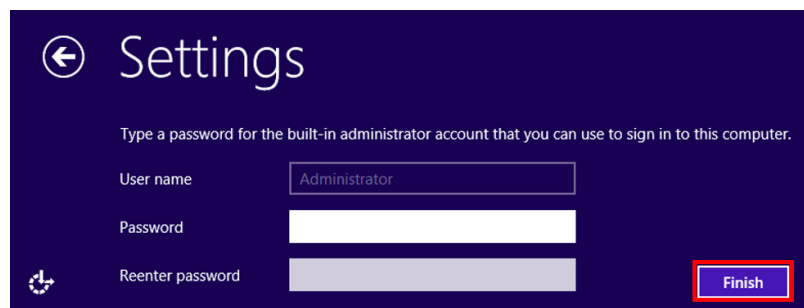 Settings
Type a password for the built-in administrator account that you can use to sign in to this computer.
User name Administrator
Password
Reenter password
Finish